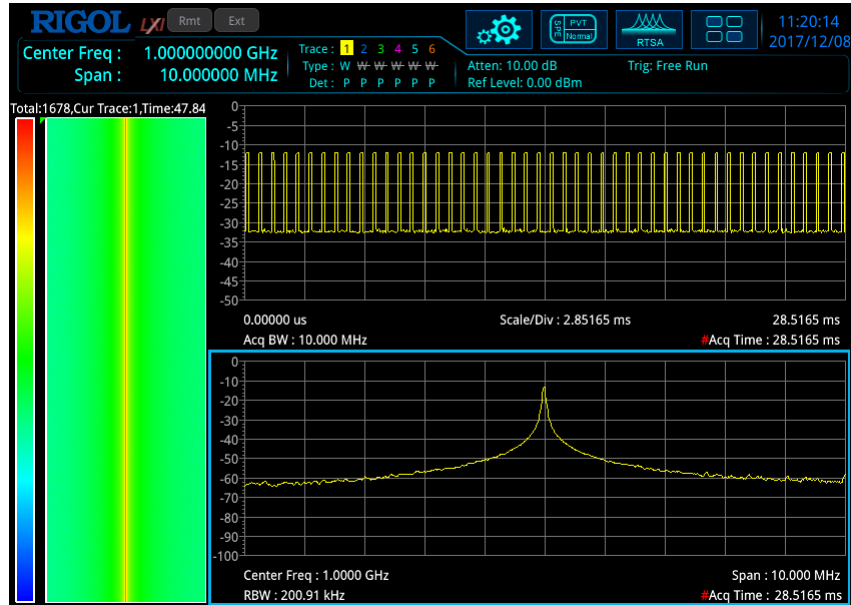 RIGOL LXI Rmt Ext
S/PE PVT Normal
RTSA
11:20:14
2017/12/08
Center Freq : 1.000000000 GHz
Span : 10.000000 MHz
Trace : 1 2 3 4 5 6
Type : W W W W W W
Det : P P P P P P
Atten: 10.00 dB Trig: Free Run
Ref Level: 0.00 dBm
Total:1678,Cur Trace:1,Time:47.84
0
-5
-10
-15
-20
-25
-30
-35
-40
-45
-50
0.00000 us Scale/Div : 2.85165 ms 28.5165 ms
Acq BW : 10.000 MHz #Acq Time : 28.5165 ms
0
-10
-20
-30
-40
-50
-60
-70
-80
-90
-100
Center Freq : 1.0000 GHz Span : 10.000 MHz
RBW : 200.91 kHz #Acq Time : 28.5165 ms